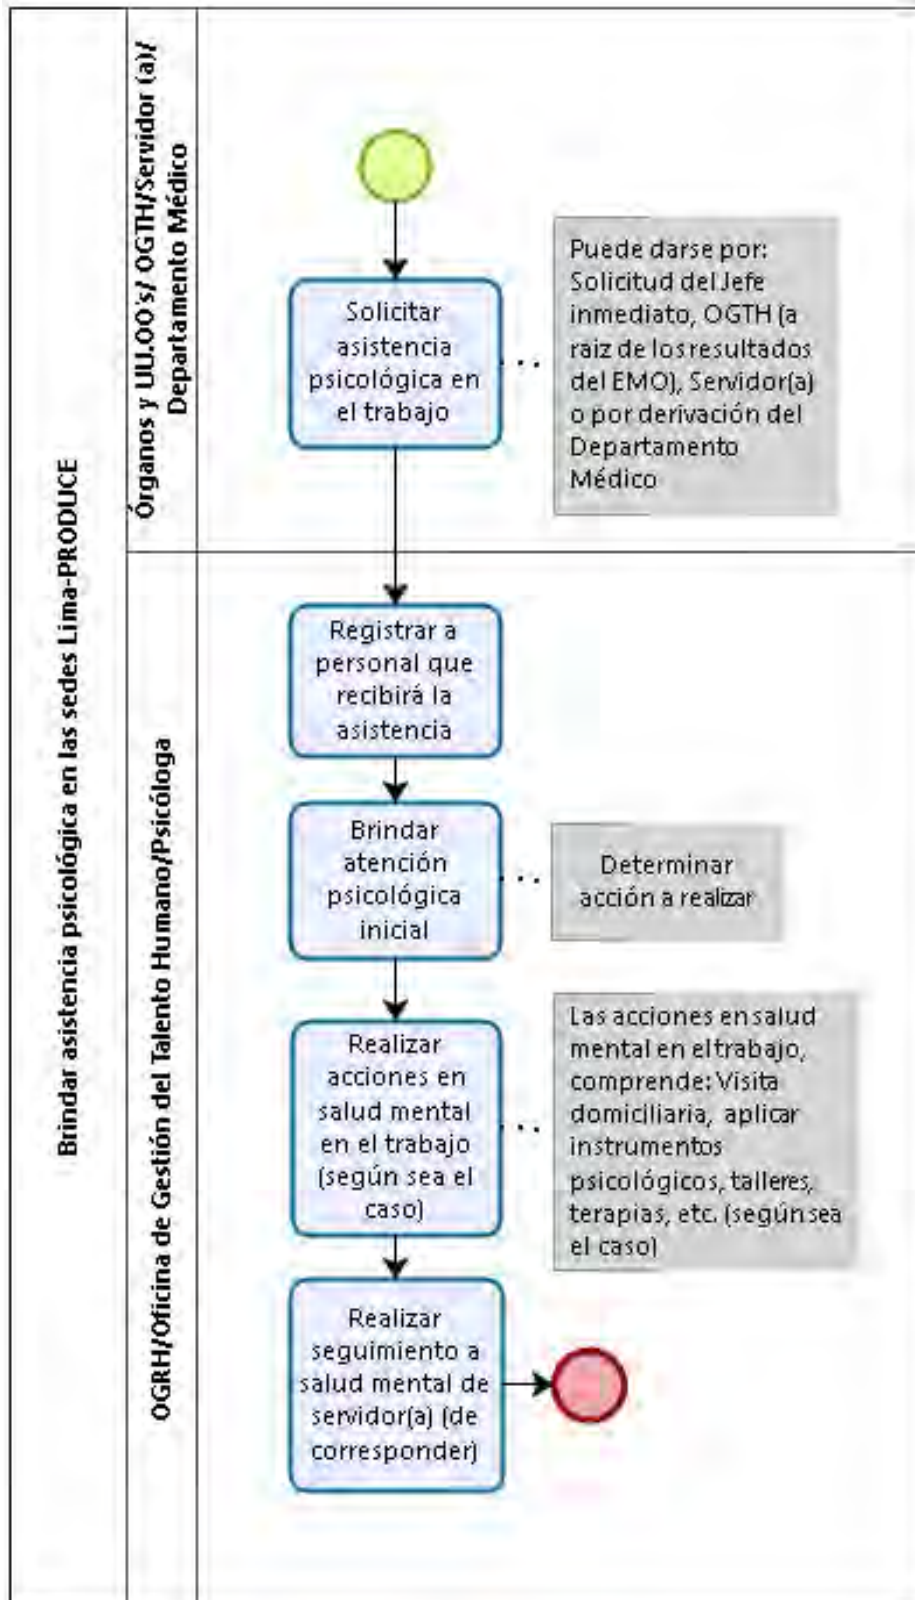 Brindar asistencia psicológica en las sedes Lima-PRODUCE
Órganos y UU.OO's/ OGTH/Servidor (a)/
Departamento Médico
Solicitar
asistencia
psicológica en
el trabajo
Puede darse por:
Solicitud del Jefe
inmediato, OGTH (a
raiz de los resultados
del EMO), Servidor(a)
o por derivación del
Departamento
Médico
OGRH/Oficina de Gestión del Talento Humano/Psicóloga
Registrar a
personal que
recibirá la
asistencia
Brindar
atención
psicológica
inicial
Determinar
acción a realizar
Realizar
acciones en
salud mental
en el trabajo
(según sea el
caso)
Las acciones en salud
mental en el trabajo,
comprende: Visita
domiciliaria, aplicar
instrumentos
psicológicos, talleres,
terapias, etc. (según sea
el caso)
Realizar
seguimiento a
salud mental de
servidor(a) (de
corresponder)